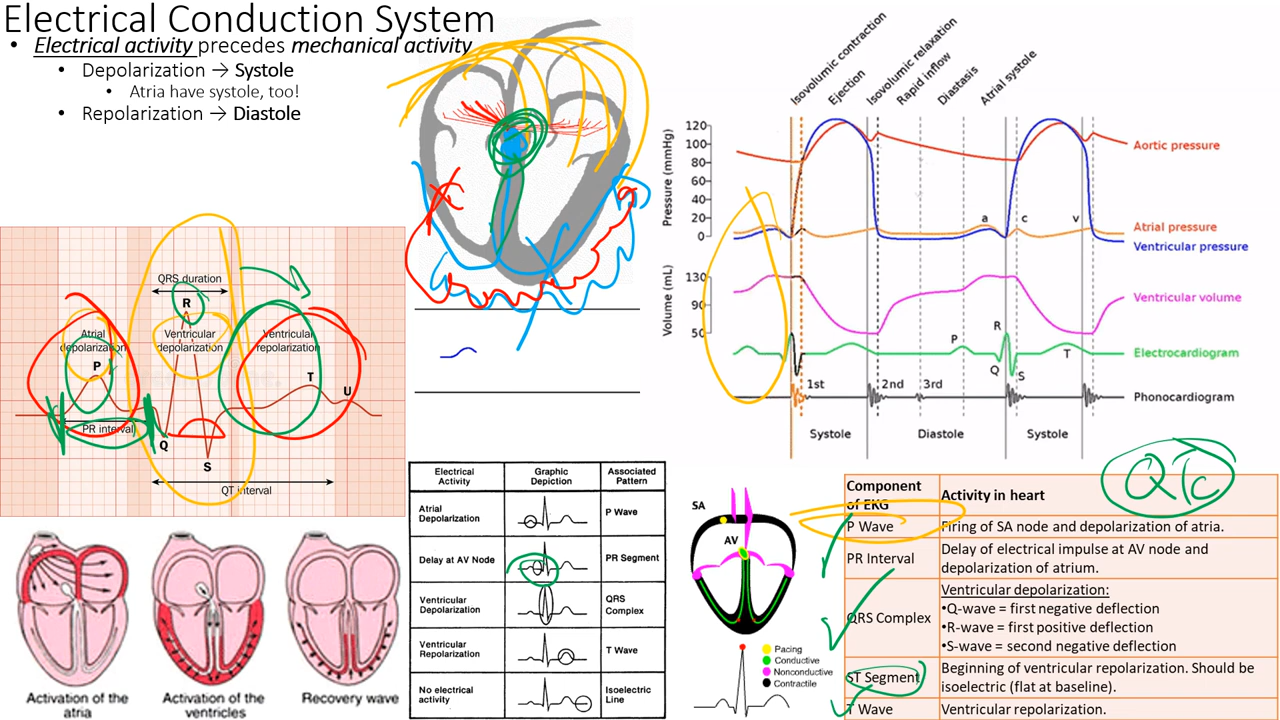 Electrical Conduction System
• Electrical activity precedes mechanical activity
• Depolarization → Systole
• Atria have systole, too!
• Repolarization → Diastole
QRS duration
R
Atrial depolarization
Ventricular depolarization
Ventricular repolarization
P
T
U
PR interval
Q
S
QT interval
Activation of the atria
Activation of the ventricles
Recovery wave
Electrical Activity
Graphic Depiction
Associated Pattern
Atrial Depolarization
P Wave
Delay at AV Node
PR Segment
Ventricular Depolarization
QRS Complex
Ventricular Repolarization
T Wave
No electrical activity
Isoelectric Line
Isovolumic contraction
Ejection
Isovolumic relaxation
Rapid inflow
Diastasis
Atrial systole
Pressure (mmHg)
120
100
80
60
40
20
0
a
c
v
Aortic pressure
Atrial pressure
Ventricular pressure
Volume (mL)
130
90
50
Ventricular volume
R
P
T
Q
S
Electrocardiogram
1st
2nd
3rd
Phonocardiogram
Systole
Diastole
Systole
QTc
SA
AV
Pacing
Conductive
Nonconductive
Contractile
Component of EKG
Activity in heart
P Wave
Firing of SA node and depolarization of atria.
PR Interval
Delay of electrical impulse at AV node and
depolarization of atrium.
QRS Complex
Ventricular depolarization:
•Q-wave = first negative deflection
•R-wave = first positive deflection
•S-wave = second negative deflection
ST Segment
Beginning of ventricular repolarization. Should be
isoelectric (flat at baseline).
T Wave
Ventricular repolarization.